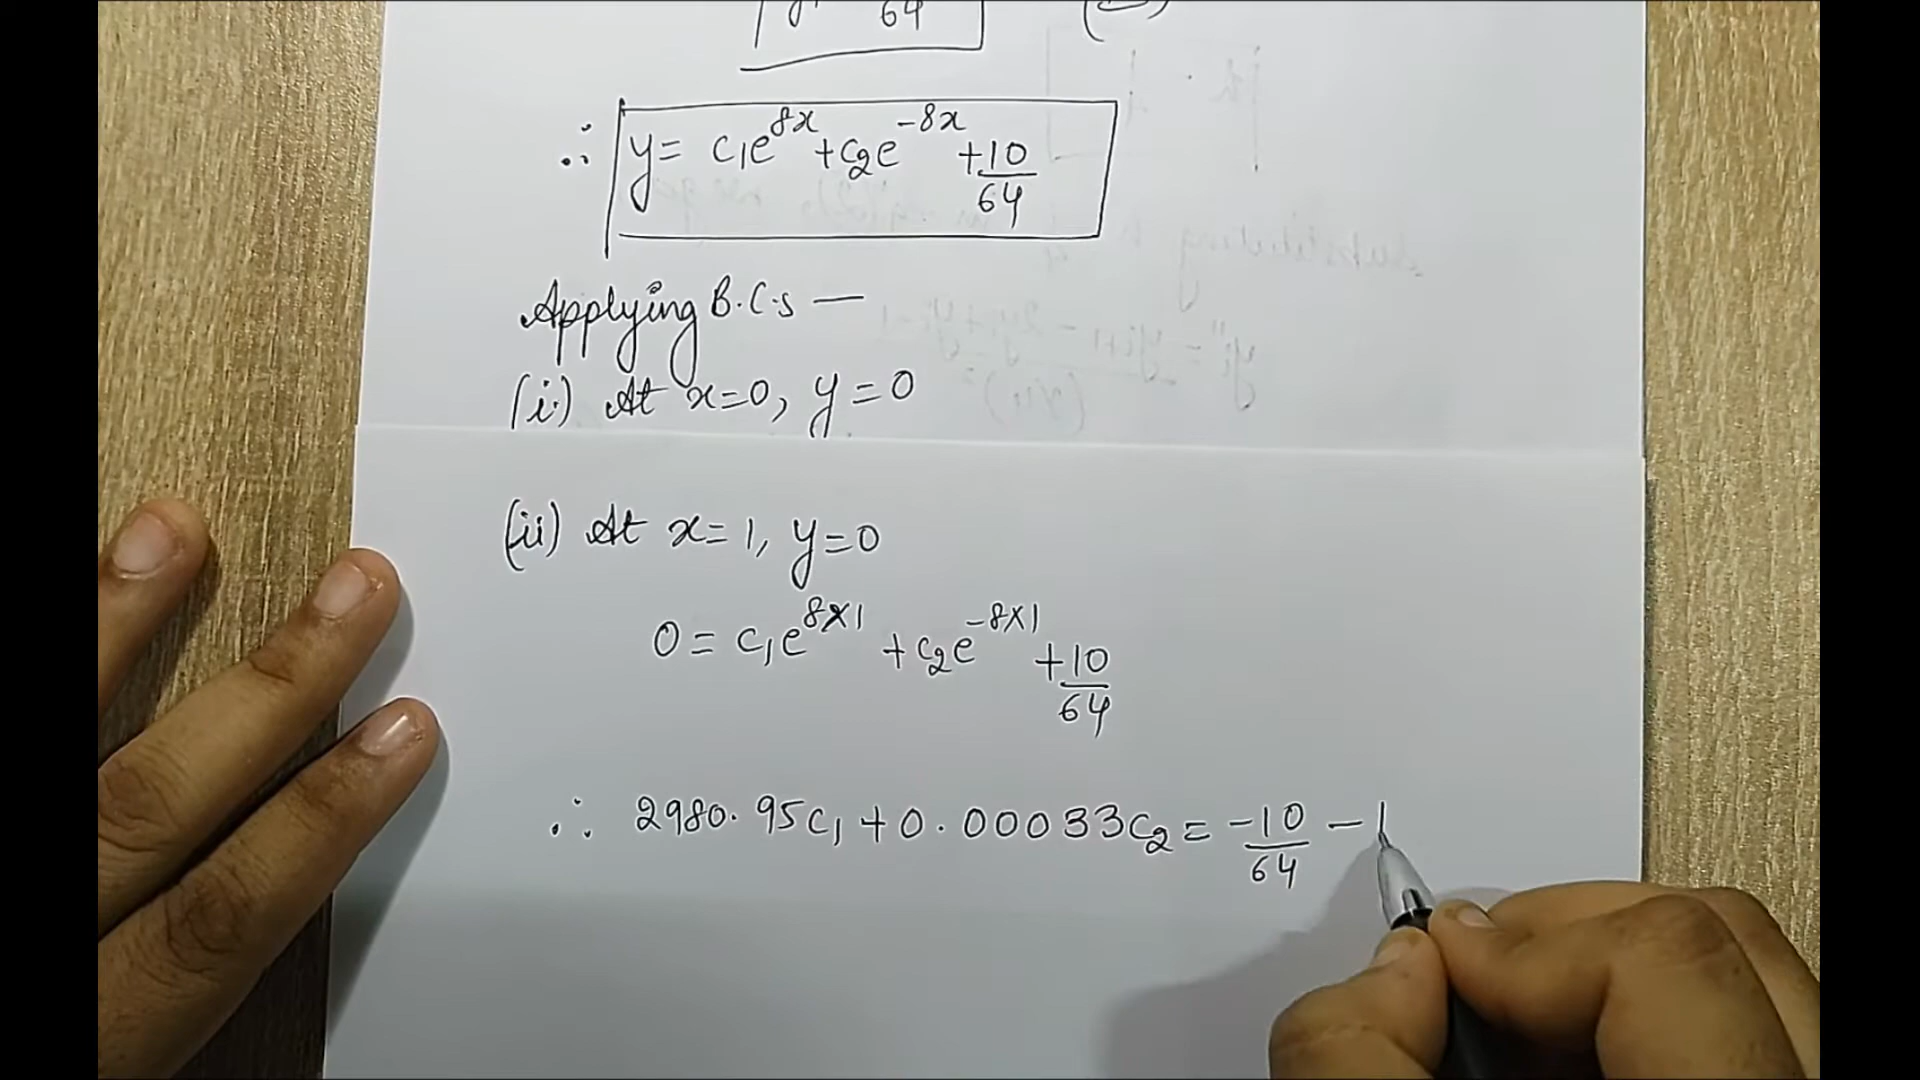 64
∴ y = c₁e^8x + c₂e^-8x + 10/64
Applying B.C.s —
(i) At x=0, y=0
(ii) At x=1, y=0
0 = c₁e^8×1 + c₂e^-8×1 + 10/64
∴ 2980.95c₁ + 0.00033c₂ = -10/64 - 1